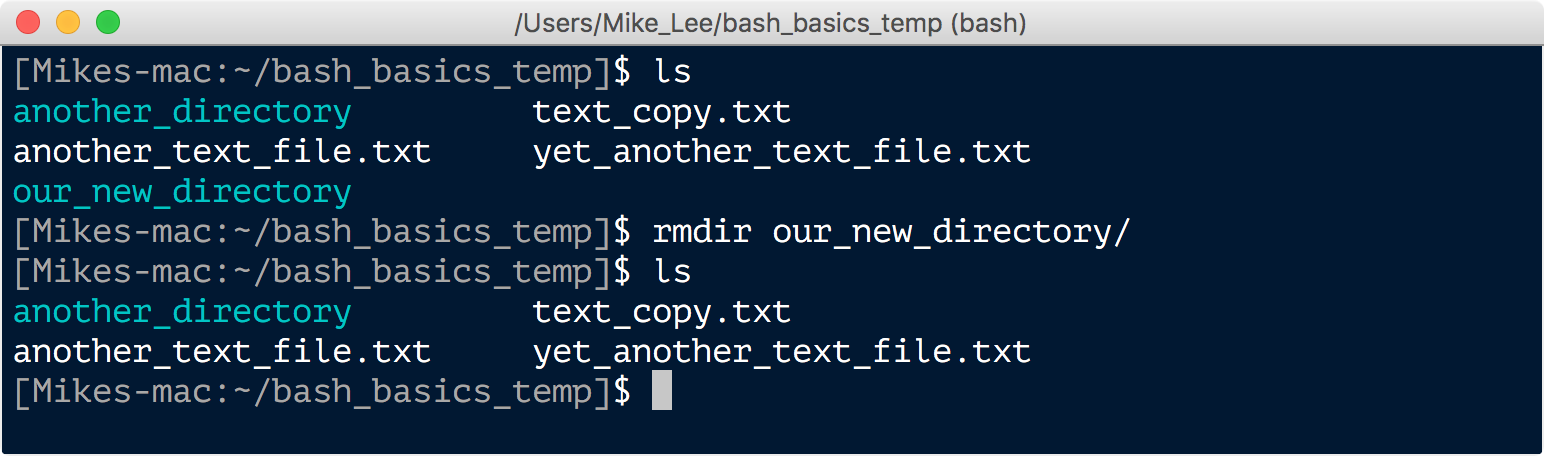 /Users/Mike_Lee/bash_basics_temp (bash)
[Mikes-mac:~/bash_basics_temp]$ ls
another_directory         text_copy.txt
another_text_file.txt     yet_another_text_file.txt
our_new_directory
[Mikes-mac:~/bash_basics_temp]$ rmdir our_new_directory/
[Mikes-mac:~/bash_basics_temp]$ ls
another_directory         text_copy.txt
another_text_file.txt     yet_another_text_file.txt
[Mikes-mac:~/bash_basics_temp]$